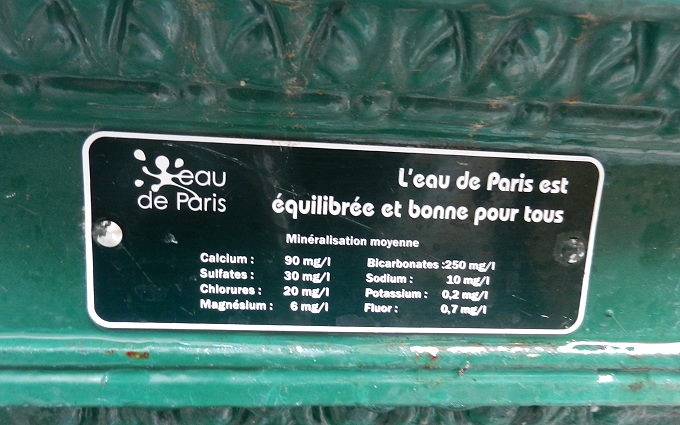 eau
de Paris
L'eau de Paris est
équilibrée et bonne pour tous
Minéralisation moyenne
Calcium : 90 mg/l
Sulfates : 30 mg/l
Chlorures : 20 mg/l
Magnésium : 6 mg/l
Bicarbonates :250 mg/l
Sodium : 10 mg/l
Potassium : 0,2 mg/l
Fluor : 0,7 mg/l